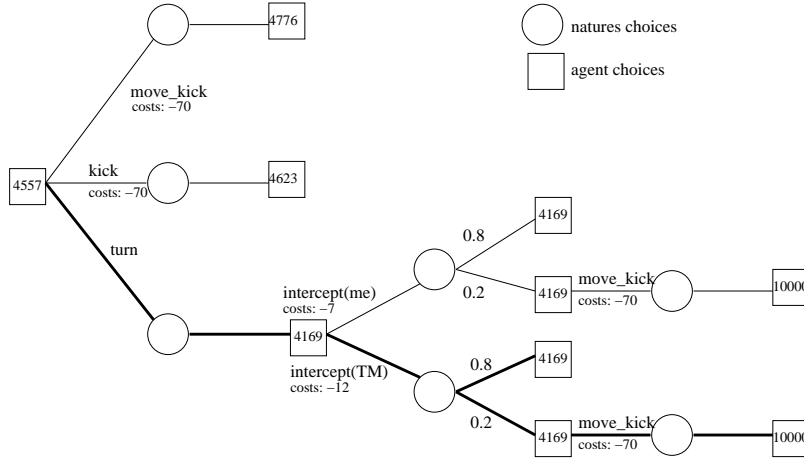 4776
natures choices
agent choices
move_kick
costs: −70
kick
4557
costs: −70
4623
turn
0.8
4169
intercept(me)
costs: −7
0.2
4169
move_kick
costs: −70
10000
4169
intercept(TM)
costs: −12
0.8
4169
0.2
4169
move_kick
costs: −70
10000